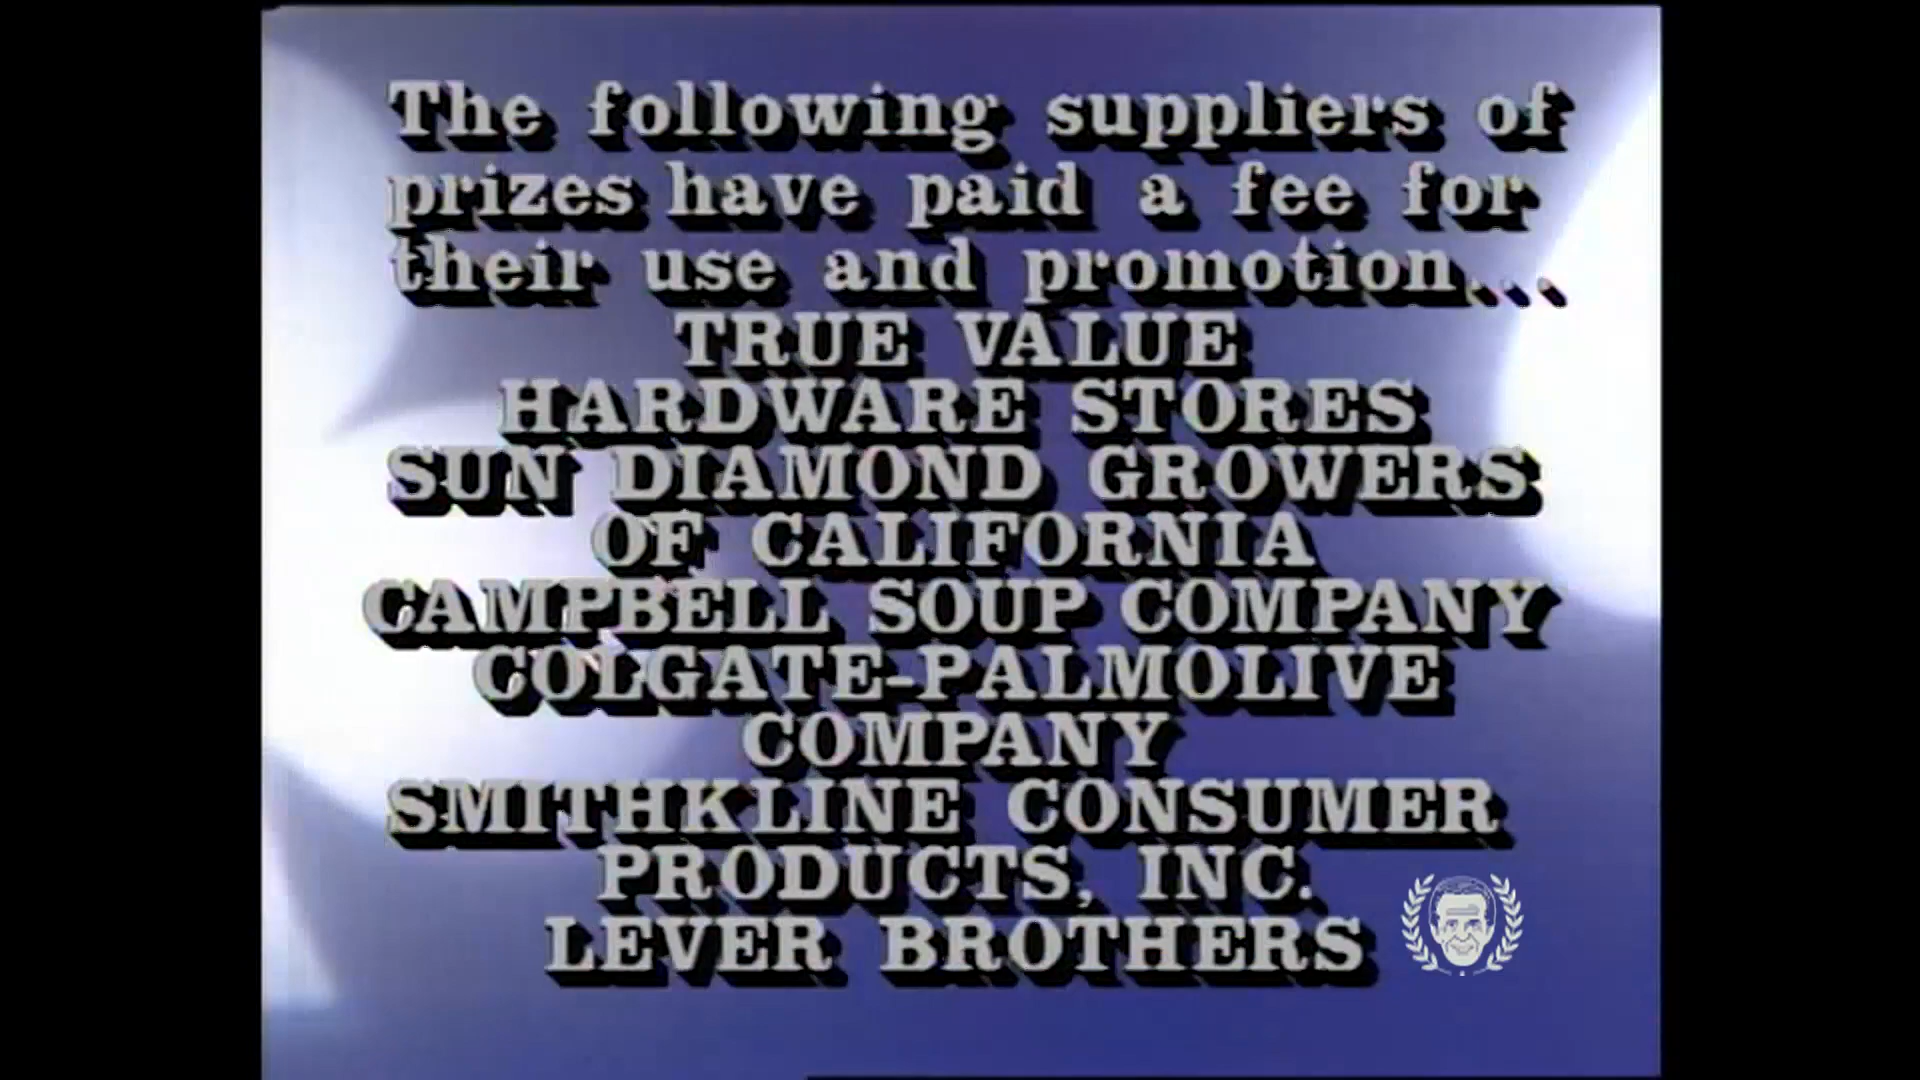 The following suppliers of
prizes have paid a fee for
their use and promotion...
TRUE VALUE
HARDWARE STORES
SUN DIAMOND GROWERS
OF CALIFORNIA
CAMPBELL SOUP COMPANY
COLGATE-PALMOLIVE
COMPANY
SMITHKLINE CONSUMER
PRODUCTS, INC.
LEVER BROTHERS